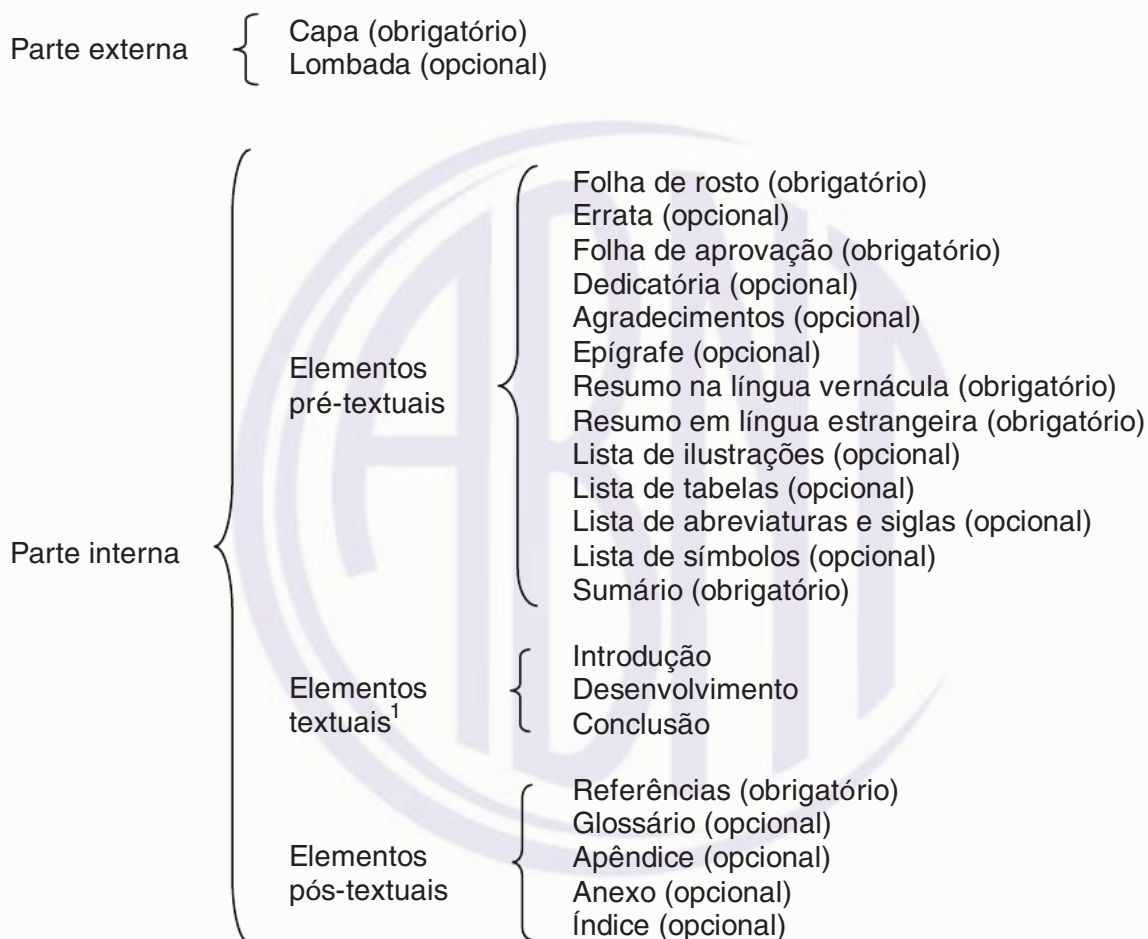 Parte externa
Capa (obrigatório)
Lombada (opcional)
Parte interna
Elementos
pré-textuais
Folha de rosto (obrigatório)
Errata (opcional)
Folha de aprovação (obrigatório)
Dedicatória (opcional)
Agradecimentos (opcional)
Epígrafe (opcional)
Resumo na língua vernácula (obrigatório)
Resumo em língua estrangeira (obrigatório)
Lista de ilustrações (opcional)
Lista de tabelas (opcional)
Lista de abreviaturas e siglas (opcional)
Lista de símbolos (opcional)
Sumário (obrigatório)
Elementos
textuais¹
Introdução
Desenvolvimento
Conclusão
Elementos
pós-textuais
Referências (obrigatório)
Glossário (opcional)
Apêndice (opcional)
Anexo (opcional)
Índice (opcional)
ABNT